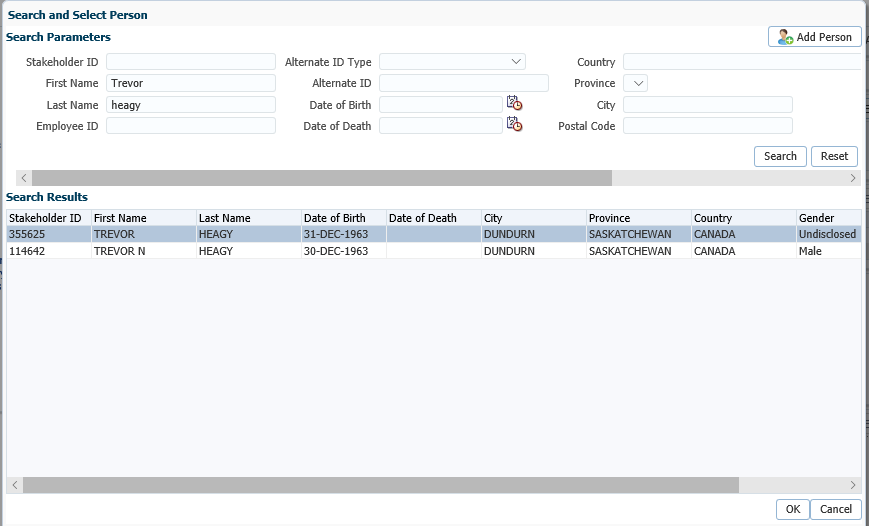 Search and Select Person
Search Parameters
Add Person
Stakeholder ID Alternate ID Type Country
First Name Trevor Alternate ID Province
Last Name heagy Date of Birth City
Employee ID Date of Death Postal Code
Search Reset
Search Results
Stakeholder ID First Name Last Name Date of Birth Date of Death City Province Country Gender
355625 TREVOR HEAGY 31-DEC-1963 DUNDURN SASKATCHEWAN CANADA Undisclosed
114642 TREVOR N HEAGY 30-DEC-1963 DUNDURN SASKATCHEWAN CANADA Male
OK Cancel